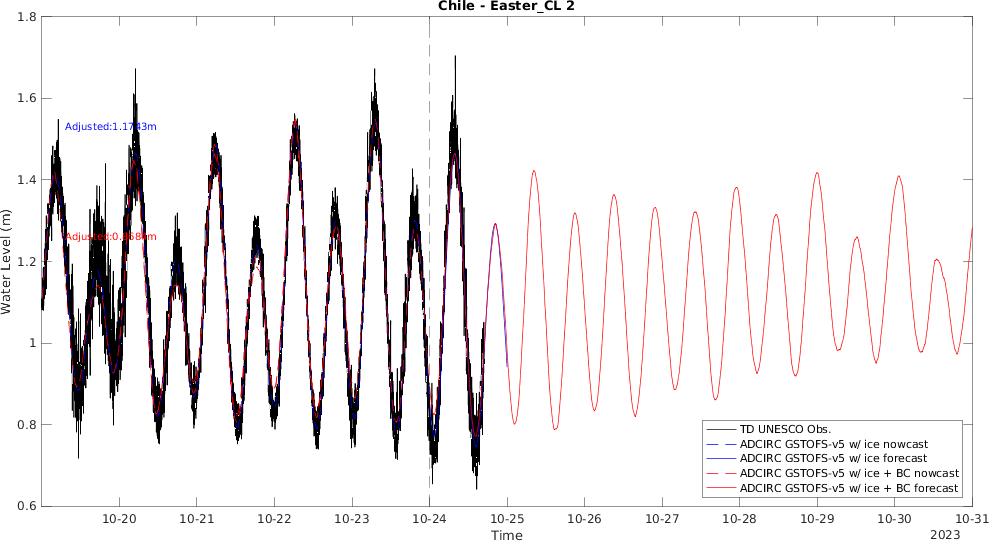 Chile - Easter_CL 2
Water Level (m)
1.8
1.6
1.4
1.2
1
0.8
0.6
Adjusted:1.1743m
10-20
10-21
10-22
10-23
10-24
10-25
10-26
10-27
10-28
10-29
10-30
10-31
Time
2023
TD UNESCO Obs.
ADCIRC GSTOFS-v5 w/ ice nowcast
ADCIRC GSTOFS-v5 w/ ice forecast
ADCIRC GSTOFS-v5 w/ ice + BC nowcast
ADCIRC GSTOFS-v5 w/ ice + BC forecast